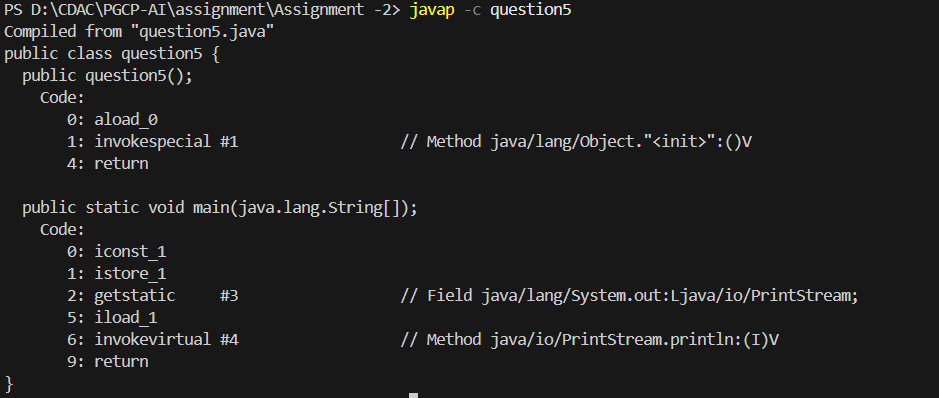 PS D:\CDAC\PGCP-AI\assignment\Assignment -2> javap -c question5
Compiled from "question5.java"
public class question5 {
  public question5();
    Code:
       0: aload_0
       1: invokespecial #1                  // Method java/lang/Object."<init>":()V
       4: return

  public static void main(java.lang.String[]);
    Code:
       0: iconst_1
       1: istore_1
       2: getstatic     #3                  // Field java/lang/System.out:Ljava/io/PrintStream;
       5: iload_1
       6: invokevirtual #4                  // Method java/io/PrintStream.println:(I)V
       9: return
}